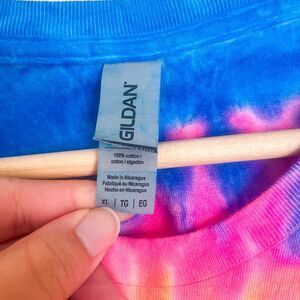 GILDAN
100% cotton /
coton / algodón
Made in Nicaragua
Fabriqué au Nicaragua
Hecho en Nicaragua
XL | TG | EG